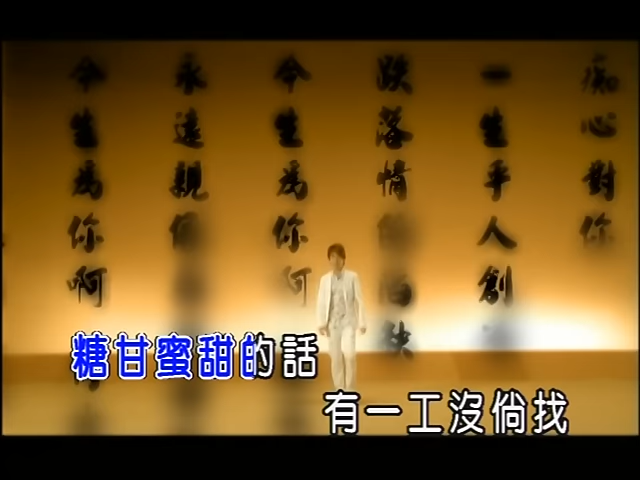 痴心對你
一生乎人創
跌落情
今生為你啊
永遠親
今生為你啊
糖甘蜜甜的話
有一工沒倘找